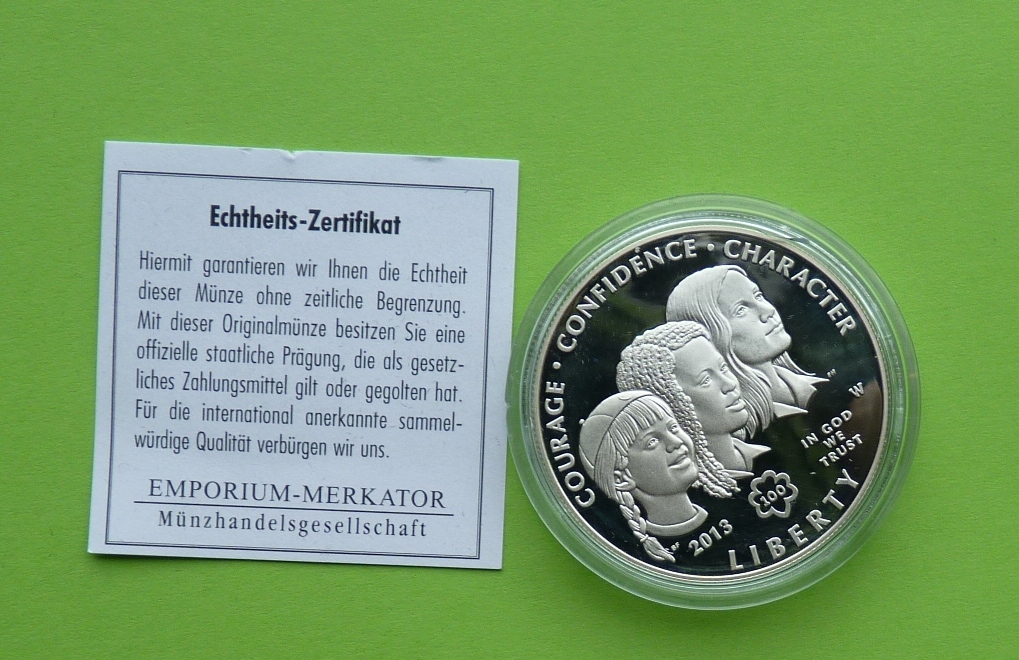 Echtheits-Zertifikat
Hiermit garantieren wir Ihnen die Echtheit
dieser Münze ohne zeitliche Begrenzung.
Mit dieser Originalmünze besitzen Sie eine
offizielle staatliche Prägung, die als gesetz-
liches Zahlungsmittel gilt oder gegolten hat.
Für die international anerkannte sammel-
würdige Qualität verbürgen wir uns.
EMPORIUM-MERKATOR
Münzhandelsgesellschaft
COURAGE · CONFIDENCE · CHARACTER
W
IN GOD
WE
TRUST
100
2013
LIBERTY